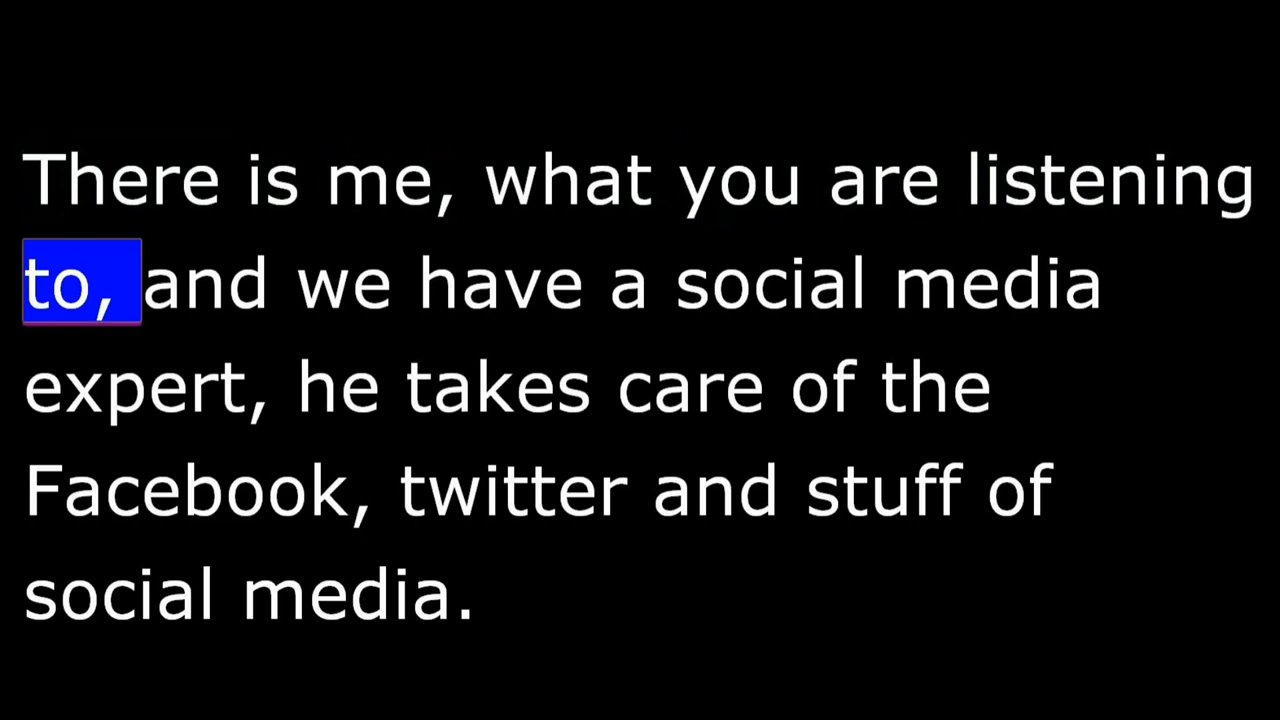 There is me, what you are listening
to, and we have a social media
expert, he takes care of the
Facebook, twitter and stuff of
social media.